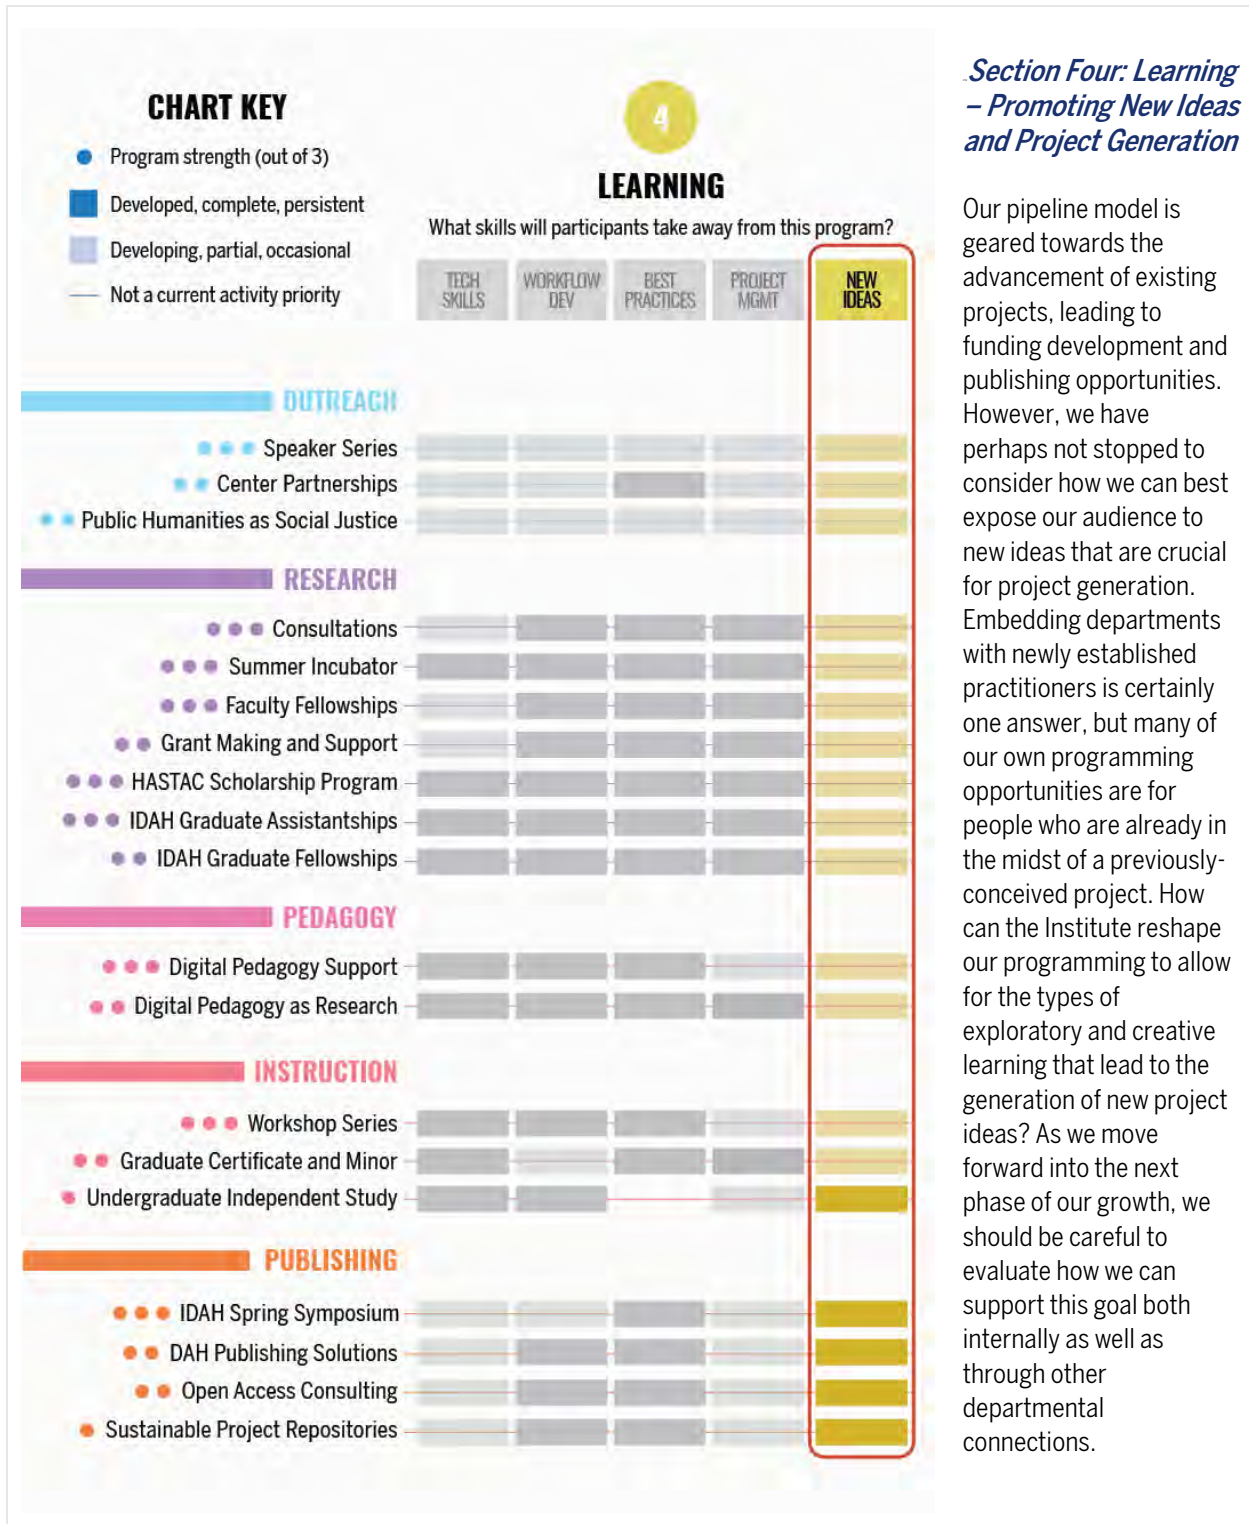 CHART KEY
Program strength (out of 3)
Developed, complete, persistent
Developing, partial, occasional
Not a current activity priority
4
LEARNING
What skills will participants take away from this program?
TECH
SKILLS
WORKFLOW
DEV
BEST
PRACTICES
PROJECT
MGMT
NEW
IDEAS
OUTREACH
Speaker Series
Center Partnerships
Public Humanities as Social Justice
RESEARCH
Consultations
Summer Incubator
Faculty Fellowships
Grant Making and Support
HASTAC Scholarship Program
IDAH Graduate Assistantships
IDAH Graduate Fellowships
PEDAGOGY
Digital Pedagogy Support
Digital Pedagogy as Research
INSTRUCTION
Workshop Series
Graduate Certificate and Minor
Undergraduate Independent Study
PUBLISHING
IDAH Spring Symposium
DAH Publishing Solutions
Open Access Consulting
Sustainable Project Repositories
Section Four: Learning
– Promoting New Ideas
and Project Generation
Our pipeline model is
geared towards the
advancement of existing
projects, leading to
funding development and
publishing opportunities.
However, we have
perhaps not stopped to
consider how we can best
expose our audience to
new ideas that are crucial
for project generation.
Embedding departments
with newly established
practitioners is certainly
one answer, but many of
our own programming
opportunities are for
people who are already in
the midst of a previously-
conceived project. How
can the Institute reshape
our programming to allow
for the types of
exploratory and creative
learning that lead to the
generation of new project
ideas? As we move
forward into the next
phase of our growth, we
should be careful to
evaluate how we can
support this goal both
internally as well as
through other
departmental
connections.